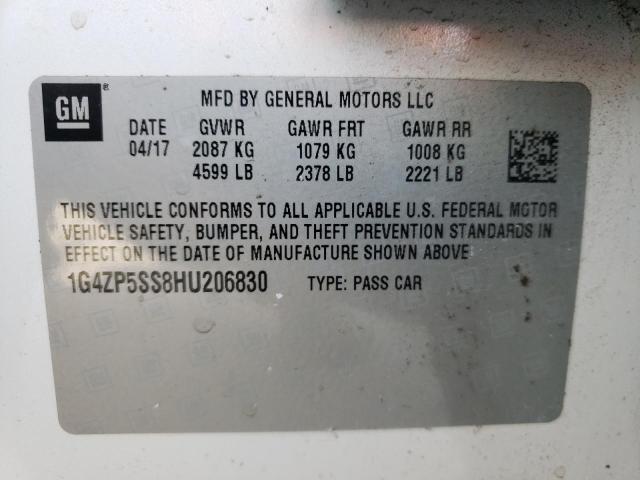 GM ®
MFD BY GENERAL MOTORS LLC
DATE GVWR GAWR FRT GAWR RR
04/17 2087 KG 1079 KG 1008 KG
4599 LB 2378 LB 2221 LB
THIS VEHICLE CONFORMS TO ALL APPLICABLE U.S. FEDERAL MOTOR
VEHICLE SAFETY, BUMPER, AND THEFT PREVENTION STANDARDS IN
EFFECT ON THE DATE OF MANUFACTURE SHOWN ABOVE
1G4ZP5SS8HU206830 TYPE: PASS CAR